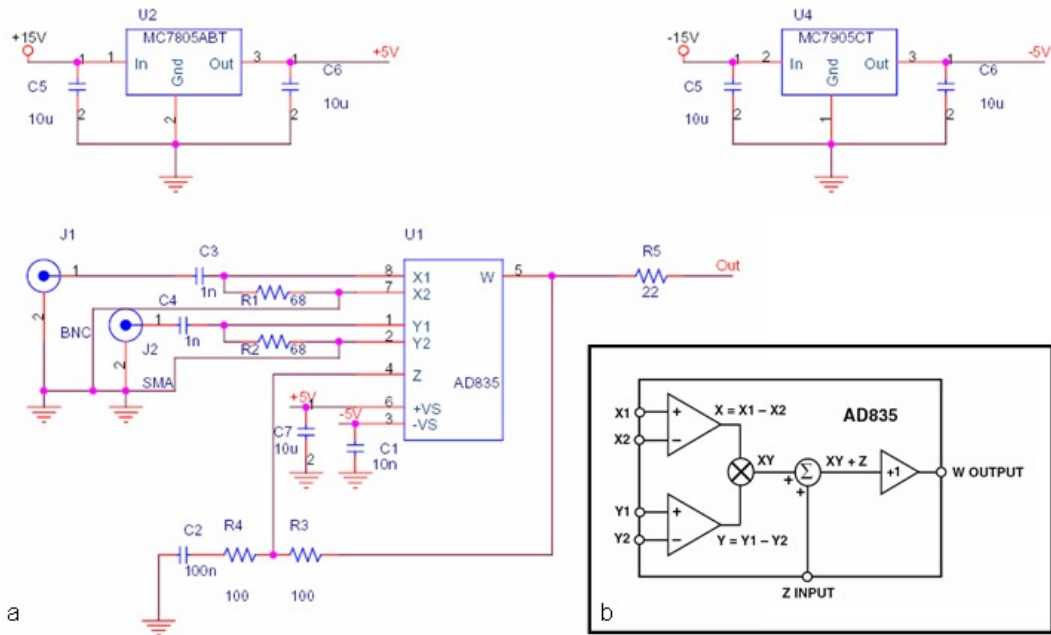 U2
+15V
MC7805ABT
+5V
1
1
3
1
In
Out
Gnd
C5
C6
10u
10u
2
2
2
U4
-15V
MC7905CT
-5V
1
2
3
1
In
Out
Gnd
C5
C6
10u
10u
2
1
2
J1
U1
C3
R5
Out
1
8
X1
W
5
1n
7
X2
22
R1
68
C4
2
BNC
1
1
Y1
1n
2
Y2
J2
R2
68
2
SMA
4
Z
AD835
+5V
1
6
+VS
-5V
3
-VS
C7
10u
2
C1
10n
C2
R4
R3
100n
100
100
a
X1
X = X1 – X2
AD835
X2
XY
XY + Z
+
–
Σ
+1
W OUTPUT
+
+
Y1
+
Y2
–
Y = Y1 – Y2
Z INPUT
b